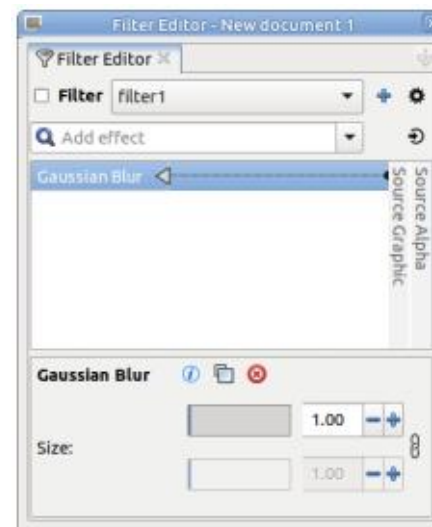 Filter Editor - New document 1
Filter Editor
Filter filter1
Add effect
Gaussian Blur
Source Graphic
Source Alpha
Gaussian Blur
1.00
Size:
1.00